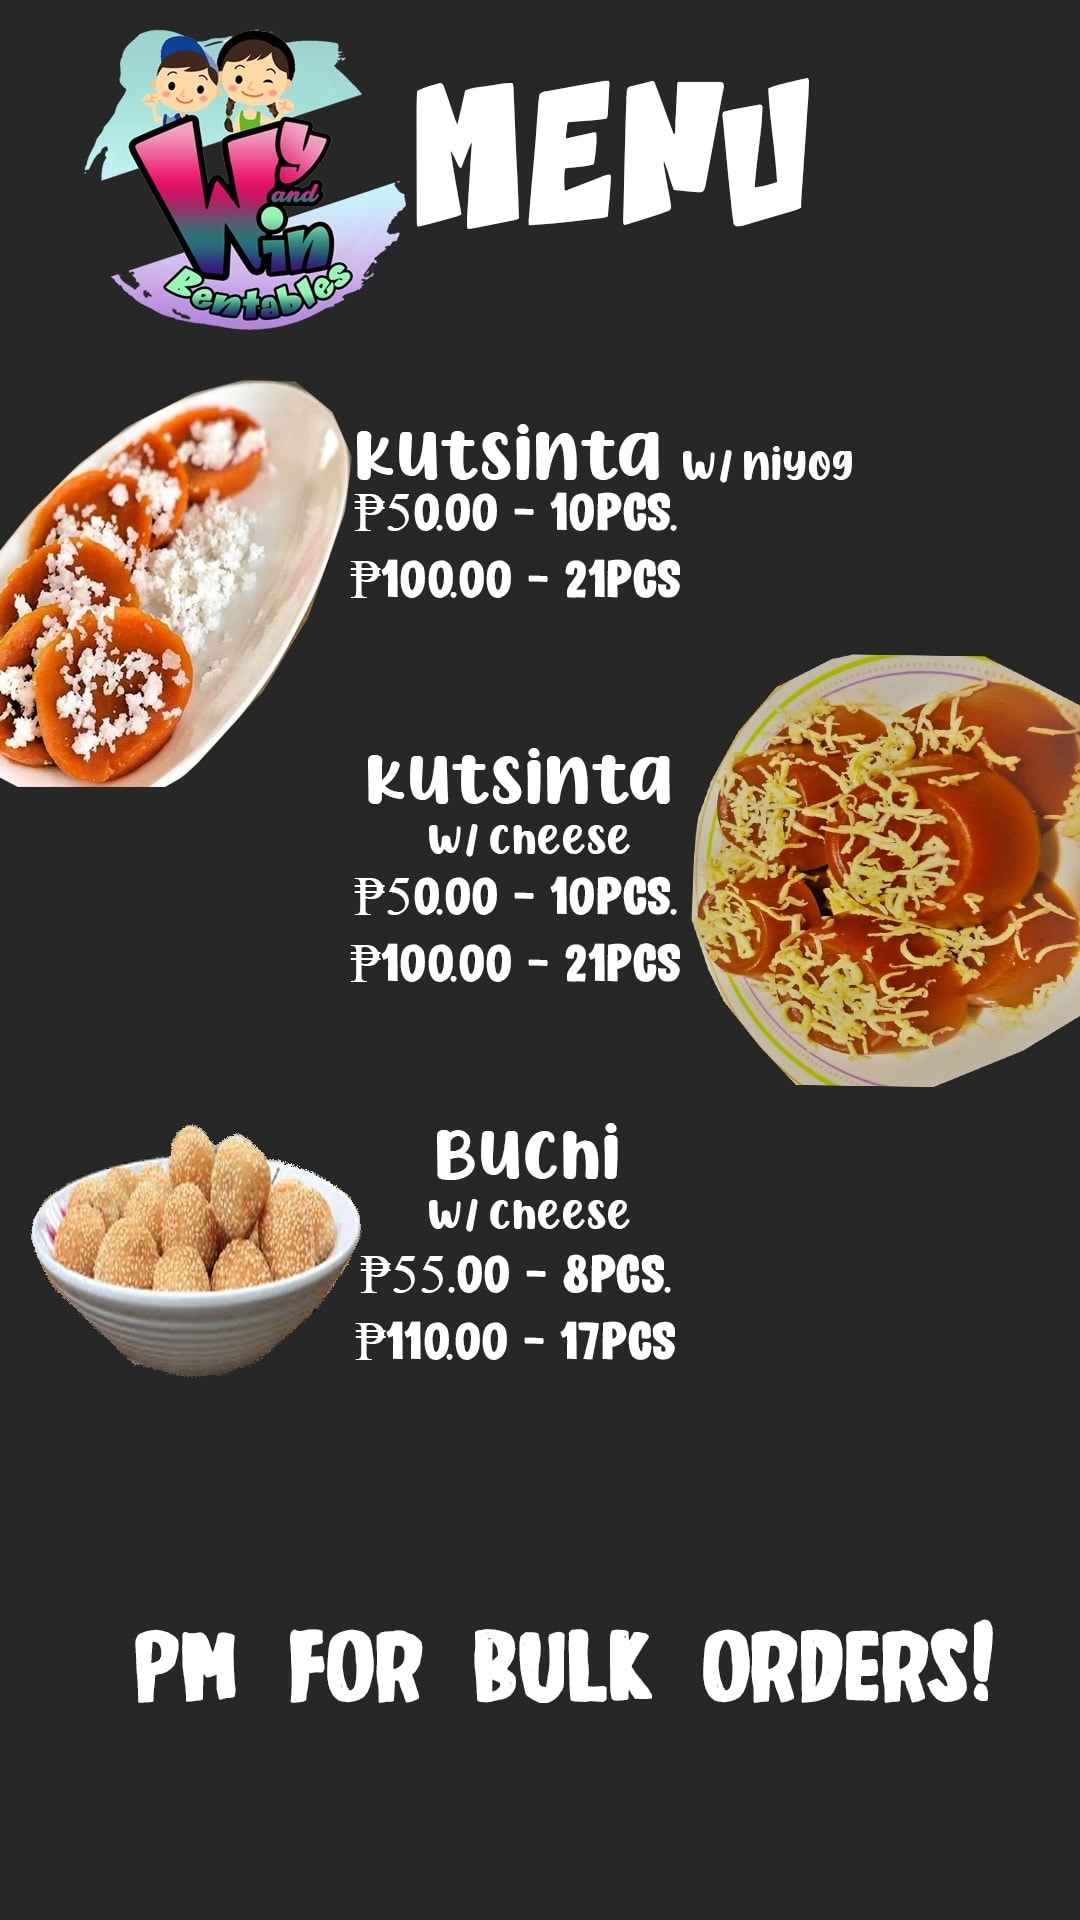 Wy
and
Win
Bentables
MENU
Kutsinta w/ niyog
₱50.00 - 10PCS.
₱100.00 - 21PCS
Kutsinta
w/ cheese
₱50.00 - 10PCS.
₱100.00 - 21PCS
Buchi
w/ cheese
₱55.00 - 8PCS.
₱110.00 - 17PCS
PM FOR BULK ORDERS!